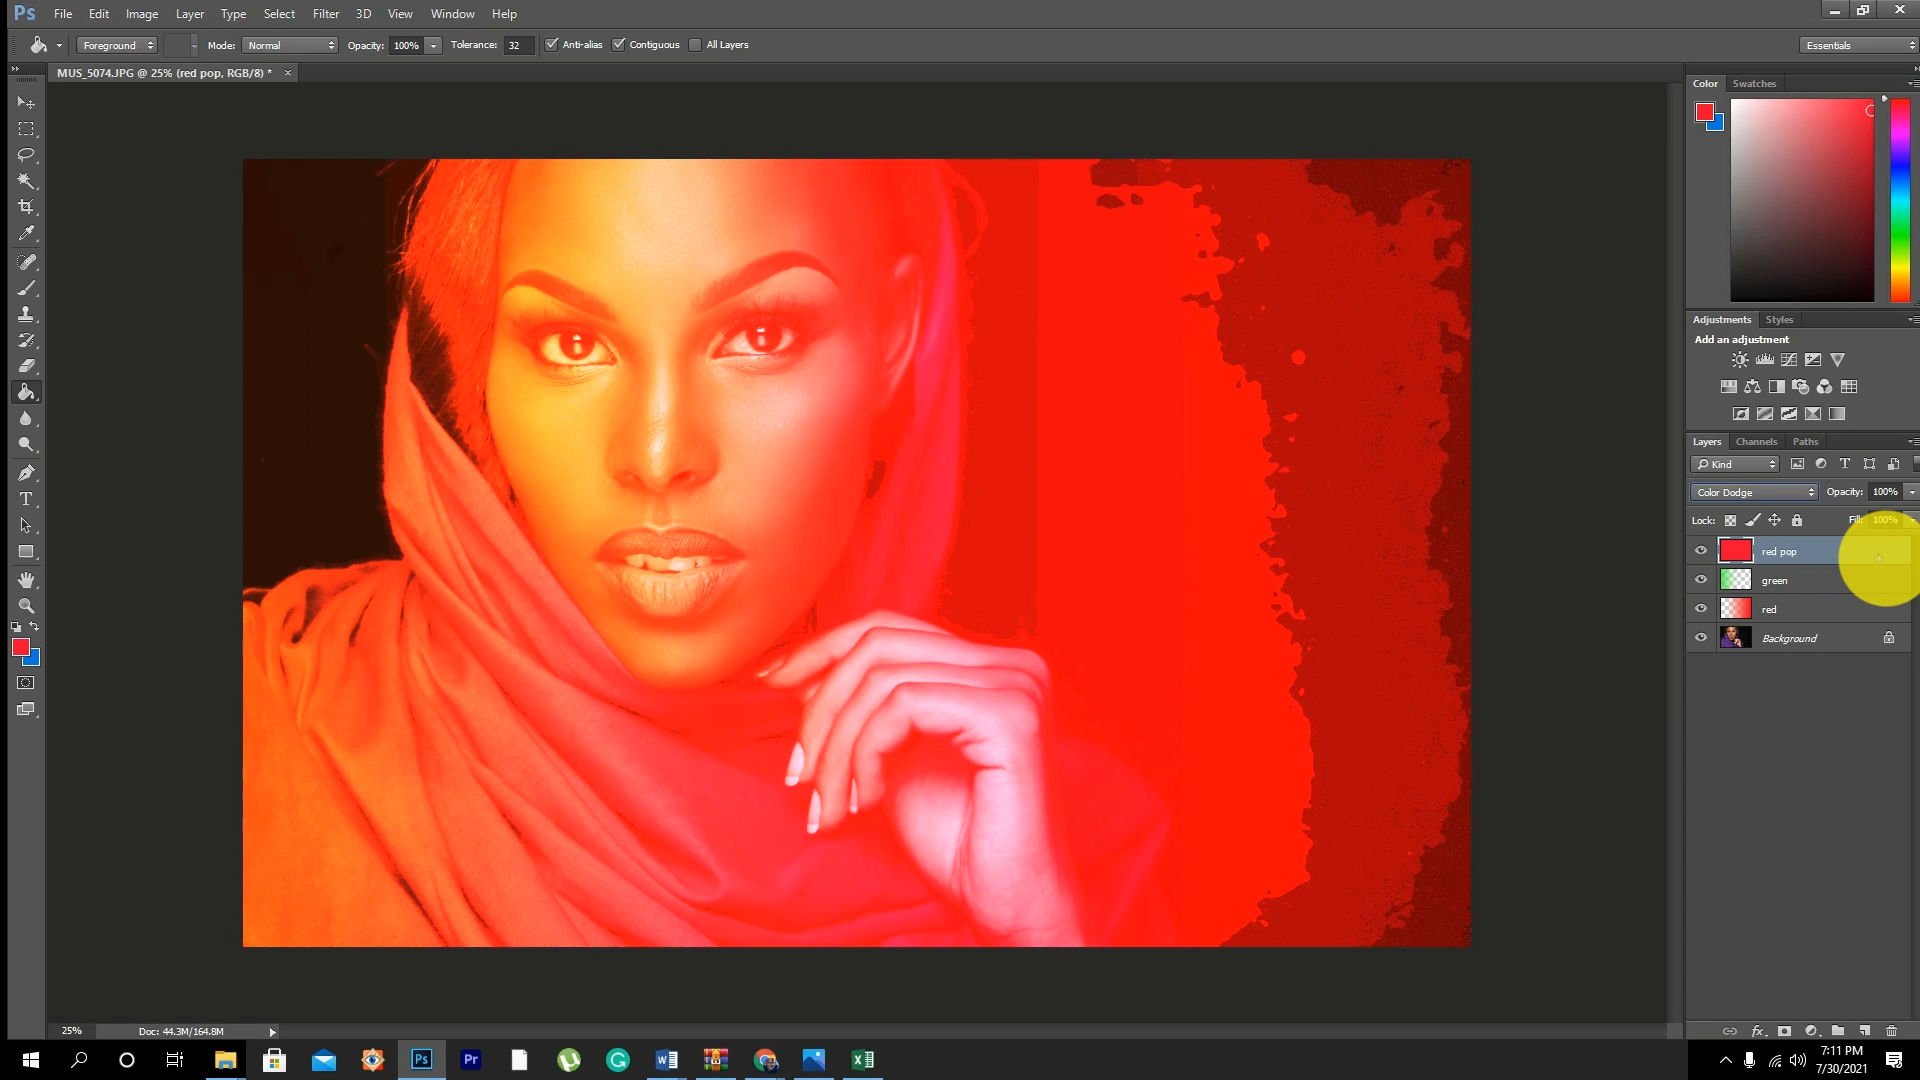 Ps File Edit Image Layer Type Select Filter 3D View Window Help
Foreground Mode: Normal Opacity: 100% Tolerance: 32 Anti-alias Contiguous All Layers Essentials
MUS_5074.JPG @ 25% (red pop, RGB/8) * ×
Color Swatches
Adjustments Styles
Add an adjustment
Layers Channels Paths
Kind
Color Dodge Opacity: 100%
Lock: Fill: 100%
red pop
green
red
Background
25% Doc: 44.3M/164.8M
fx
Ps Pr
7:11 PM
7/30/2021